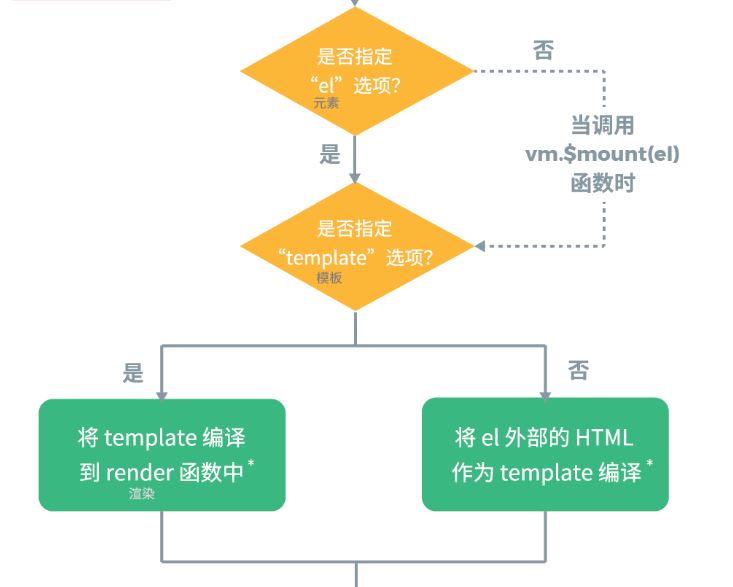 是否指定
“el”选项？
元素
否
当调用
vm.$mount(el)
函数时
是
是否指定
“template”选项？
模板
是
否
将 template 编译
到 render 函数中*
渲染
将 el 外部的 HTML
作为 template 编译*